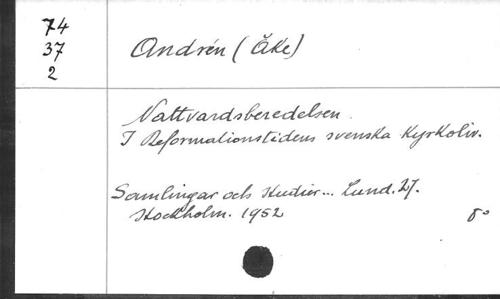 74
37
2
Andrén (Åke)
Nattvardsberedelsen
I Reformationstidens svenska Kyrkoliv.
Samlingar och Studier... Lund. 27.
Stockholm. 1952
8°